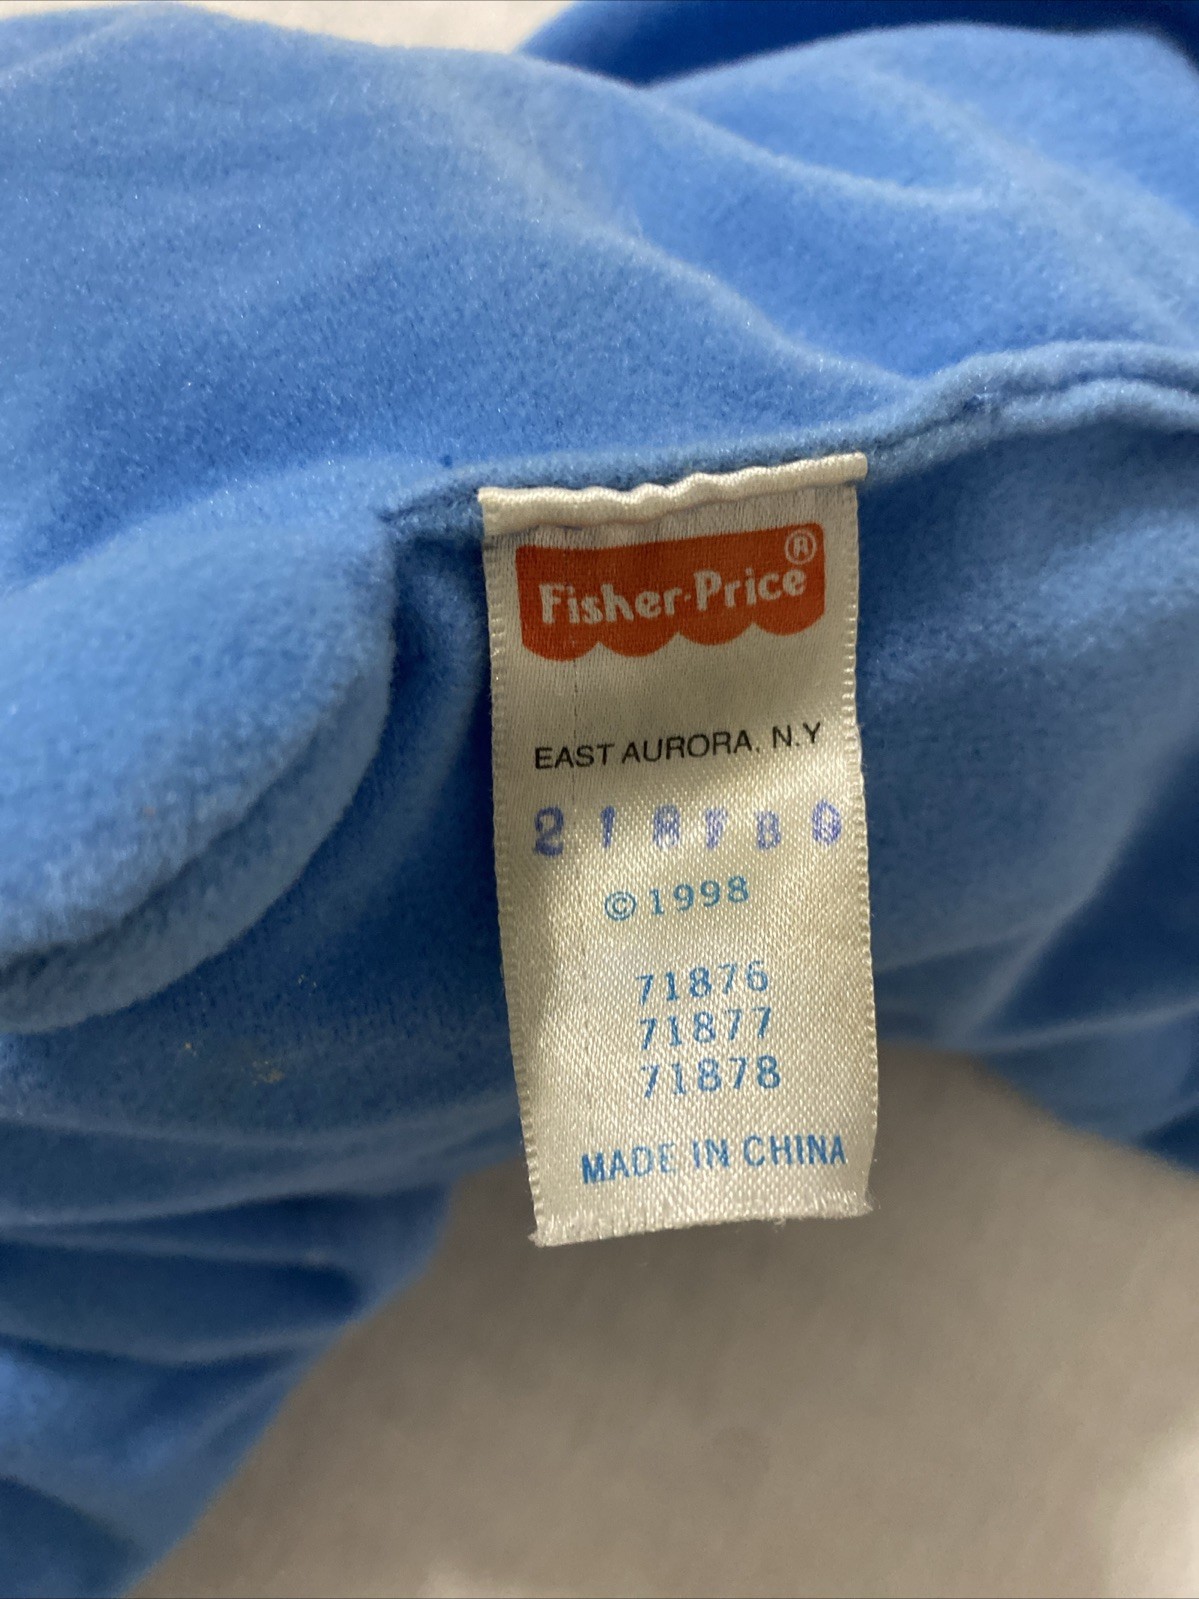 Fisher-Price®
EAST AURORA, N.Y
©1998
71876
71877
71878
MADE IN CHINA